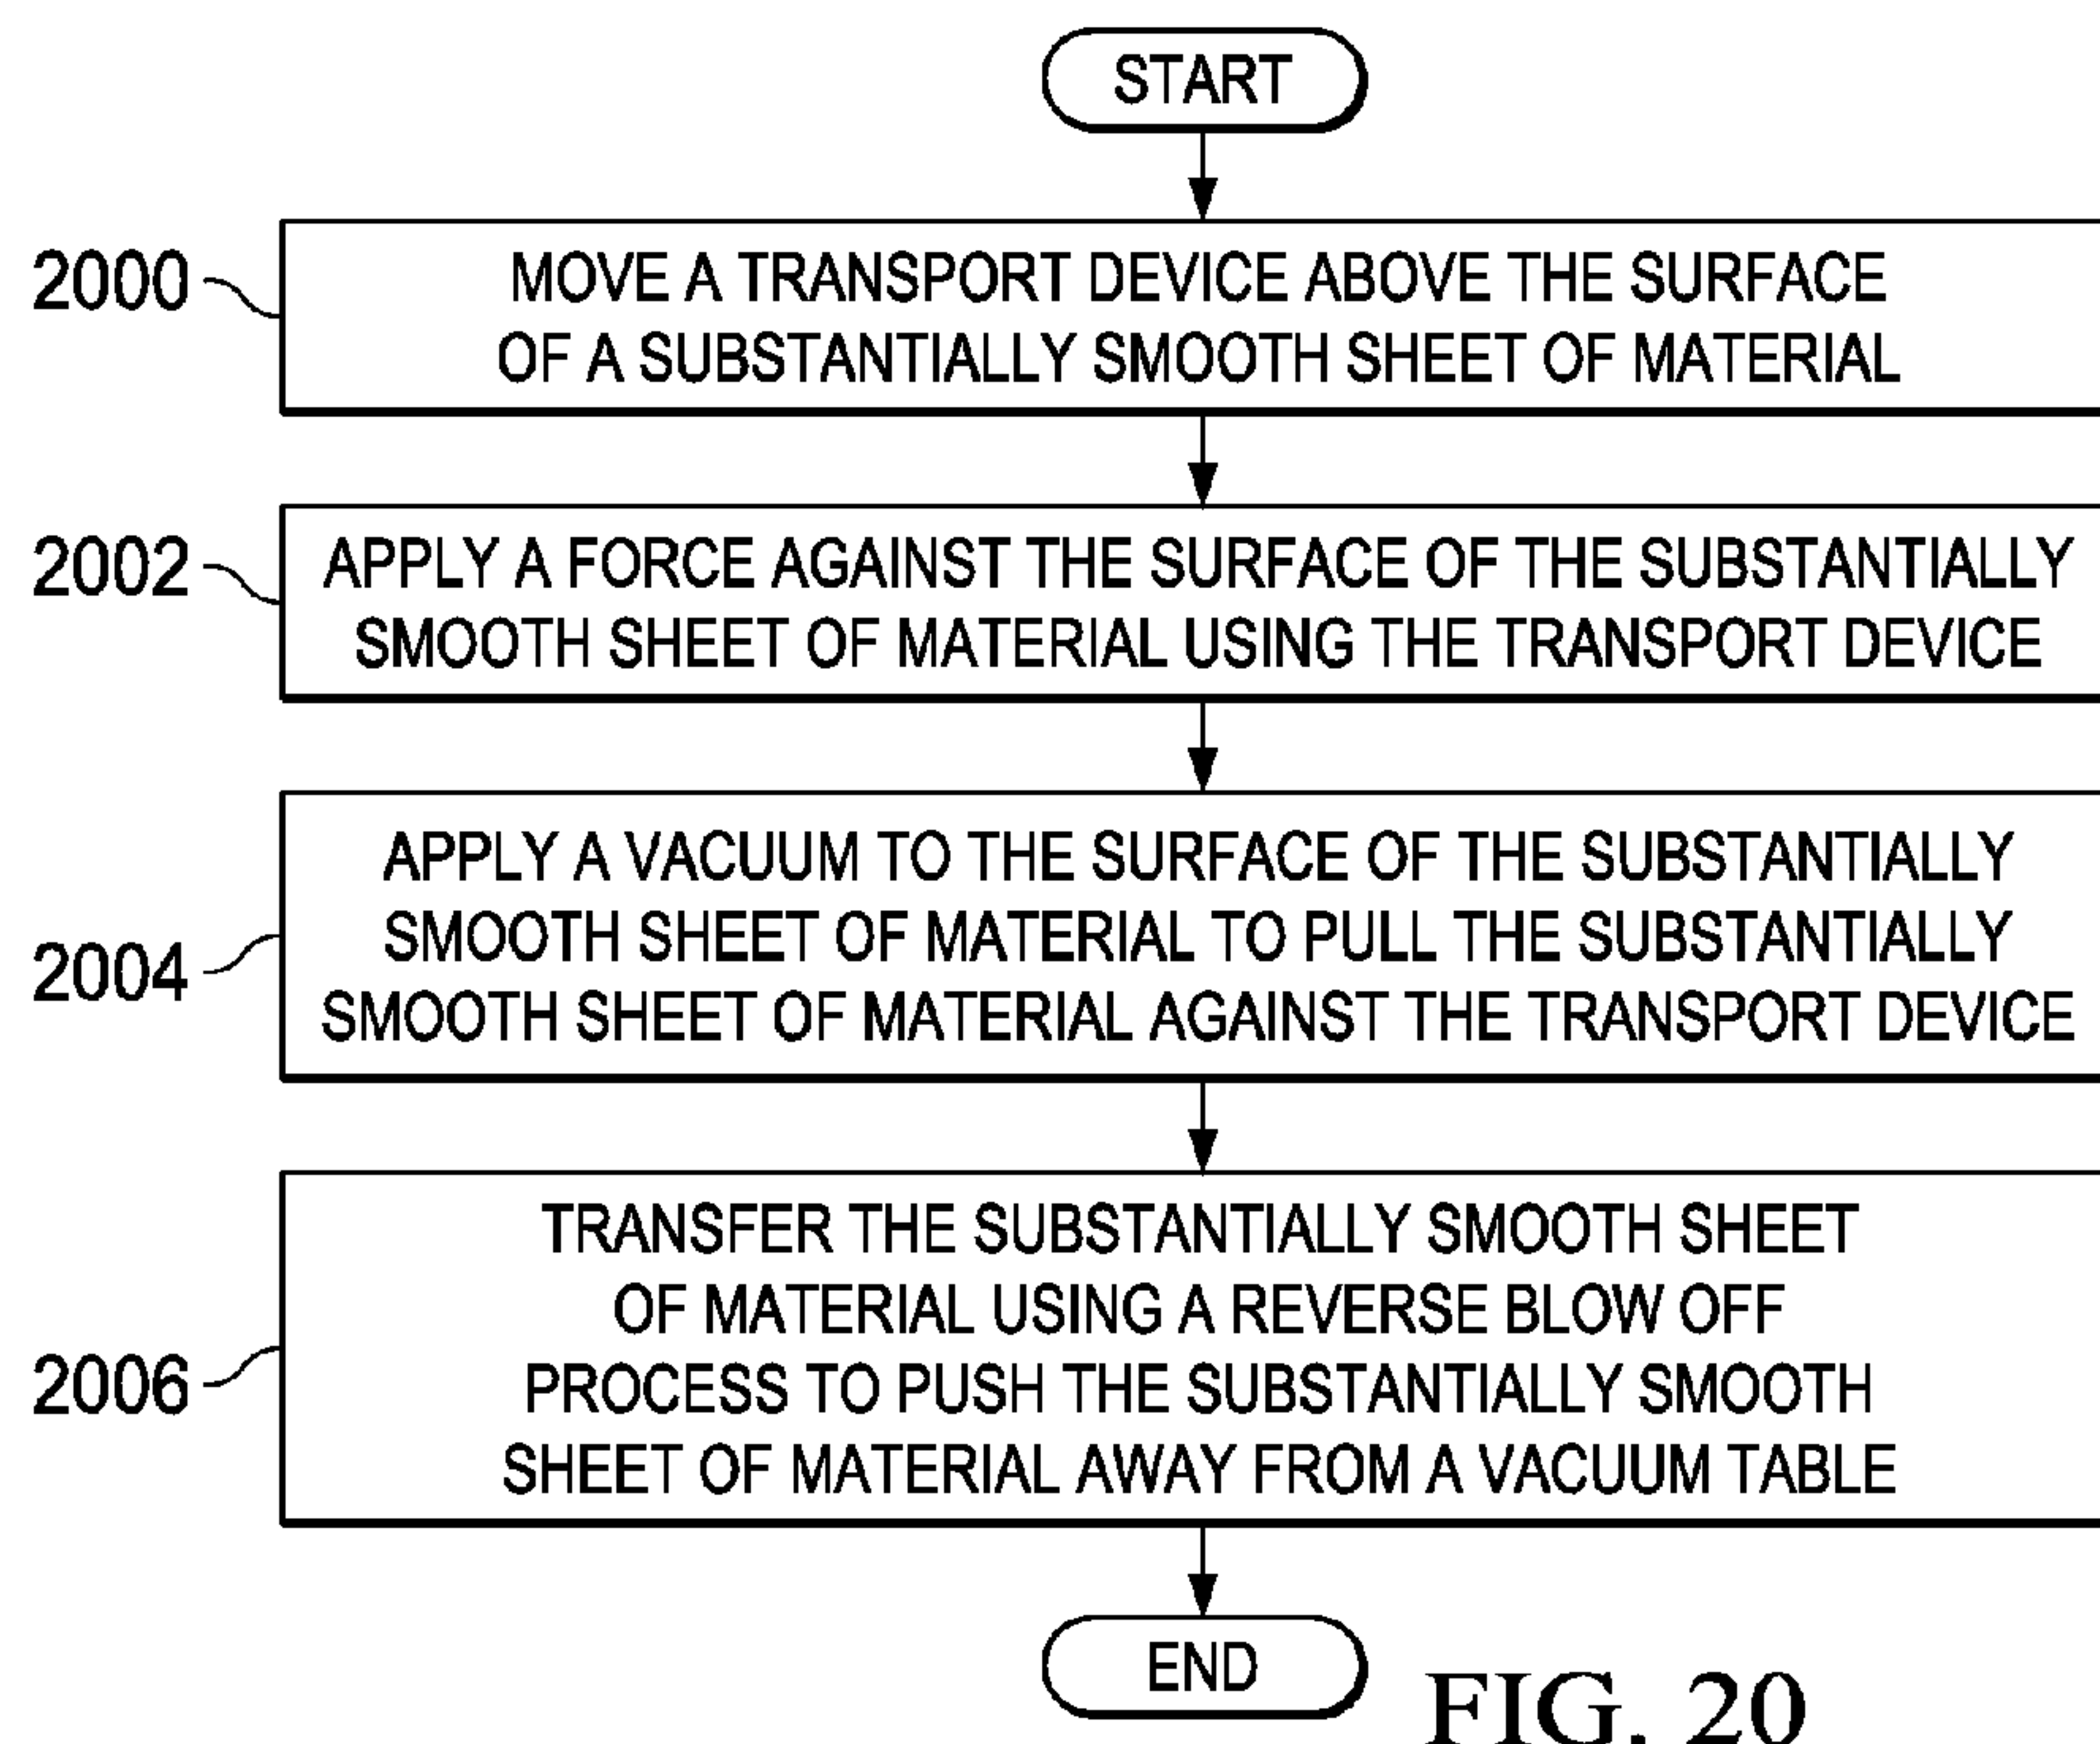 START
2000
MOVE A TRANSPORT DEVICE ABOVE THE SURFACE
OF A SUBSTANTIALLY SMOOTH SHEET OF MATERIAL
2002
APPLY A FORCE AGAINST THE SURFACE OF THE SUBSTANTIALLY
SMOOTH SHEET OF MATERIAL USING THE TRANSPORT DEVICE
2004
APPLY A VACUUM TO THE SURFACE OF THE SUBSTANTIALLY
SMOOTH SHEET OF MATERIAL TO PULL THE SUBSTANTIALLY
SMOOTH SHEET OF MATERIAL AGAINST THE TRANSPORT DEVICE
2006
TRANSFER THE SUBSTANTIALLY SMOOTH SHEET
OF MATERIAL USING A REVERSE BLOW OFF
PROCESS TO PUSH THE SUBSTANTIALLY SMOOTH
SHEET OF MATERIAL AWAY FROM A VACUUM TABLE
END
FIG. 20